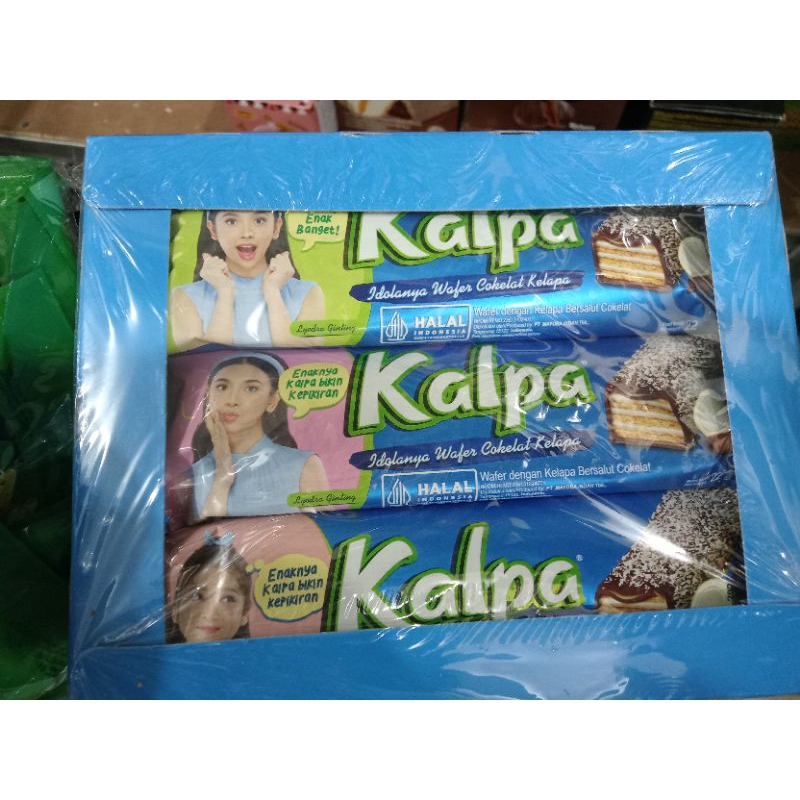 Enak
Banget!
Kalpa
Idolanya Wafer Cokelat Kelapa
Lyodra Ginting
HALAL
INDONESIA
Wafer dengan Kelapa Bersalut Cokelat
Enaknya
Kalpa bikin
kepikiran
Kalpa
Idolanya Wafer Cokelat Kelapa
Lyodra Ginting
HALAL
INDONESIA
Wafer dengan Kelapa Bersalut Cokelat
Enaknya
Kalpa bikin
kepikiran
Kalpa®